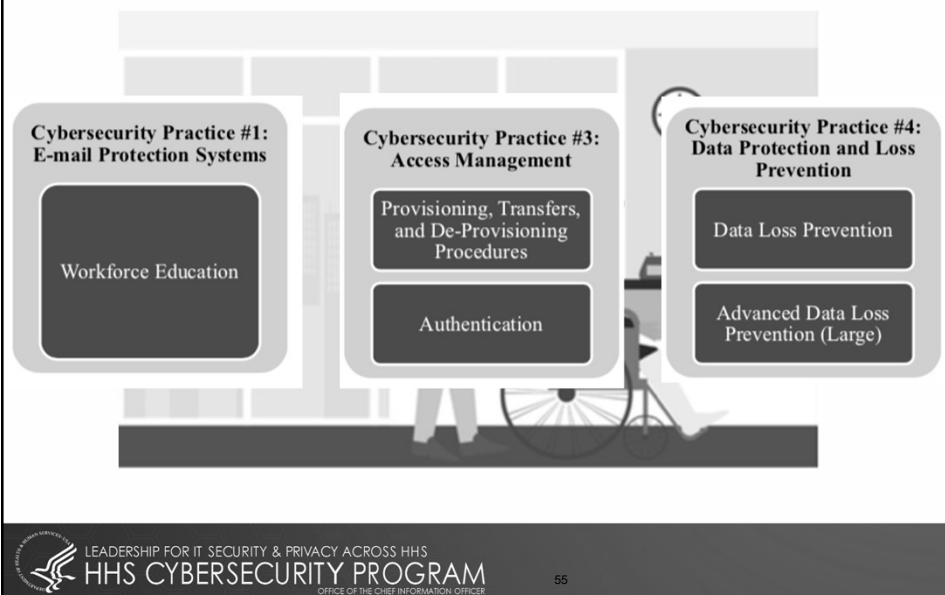 Cybersecurity Practice #1:
E-mail Protection Systems
Workforce Education
Cybersecurity Practice #3:
Access Management
Provisioning, Transfers,
and De-Provisioning
Procedures
Authentication
Cybersecurity Practice #4:
Data Protection and Loss
Prevention
Data Loss Prevention
Advanced Data Loss
Prevention (Large)
LEADERSHIP FOR IT SECURITY & PRIVACY ACROSS HHS
HHS CYBERSECURITY PROGRAM
OFFICE OF THE CHIEF INFORMATION OFFICER
55